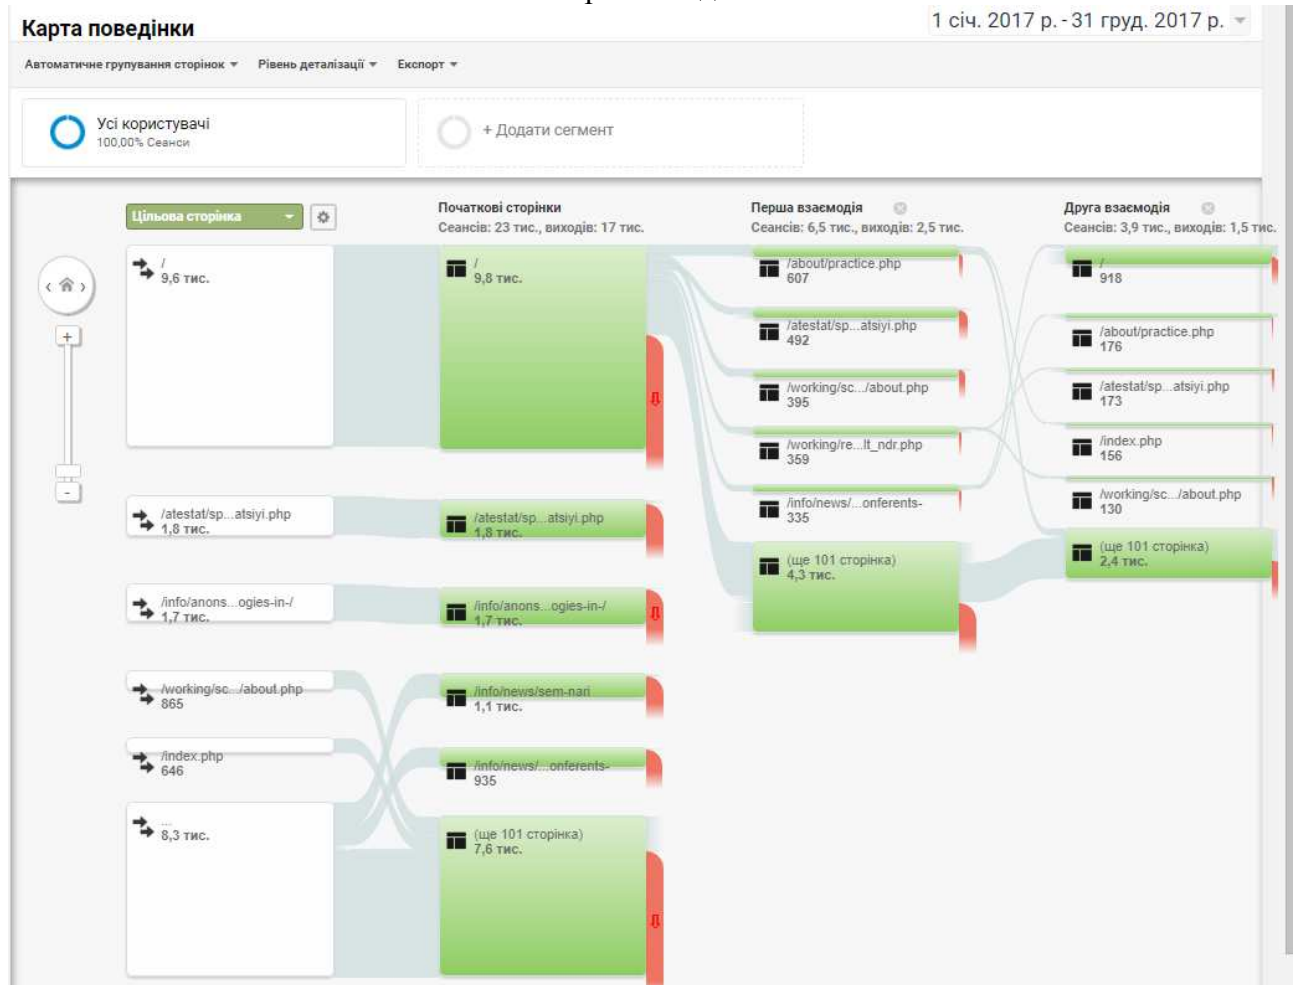 Карта поведінки
1 січ. 2017 р. - 31 груд. 2017 р.
Автоматичне групування сторінок
Рівень деталізації
Експорт
Усі користувачі
100,00% Сеанси
+ Додати сегмент
Цільова сторінка
/
9,6 тис.
/atestat/sp...atsiyi.php
1,8 тис.
/info/anons...ogies-in-/
1,7 тис.
/working/sc.../about.php
865
/index.php
646
...
8,3 тис.
Початкові сторінки
Сеансів: 23 тис., виходів: 17 тис.
/
9,8 тис.
/atestat/sp...atsiyi.php
1,8 тис.
/info/anons...ogies-in-/
1,7 тис.
/info/news/sem-nari
1,1 тис.
/info/news/...onferents-
935
(ще 101 сторінка)
7,6 тис.
Перша взаємодія
Сеансів: 6,5 тис., виходів: 2,5 тис.
/about/practice.php
607
/atestat/sp...atsiyi.php
492
/working/sc.../about.php
395
/working/re...lt_ndr.php
359
/info/news/...onferents-
335
(ще 101 сторінка)
4,3 тис.
Друга взаємодія
Сеансів: 3,9 тис., виходів: 1,5 тис.
/
918
/about/practice.php
176
/atestat/sp...atsiyi.php
173
/index.php
156
/working/sc.../about.php
130
(ще 101 сторінка)
2,4 тис.